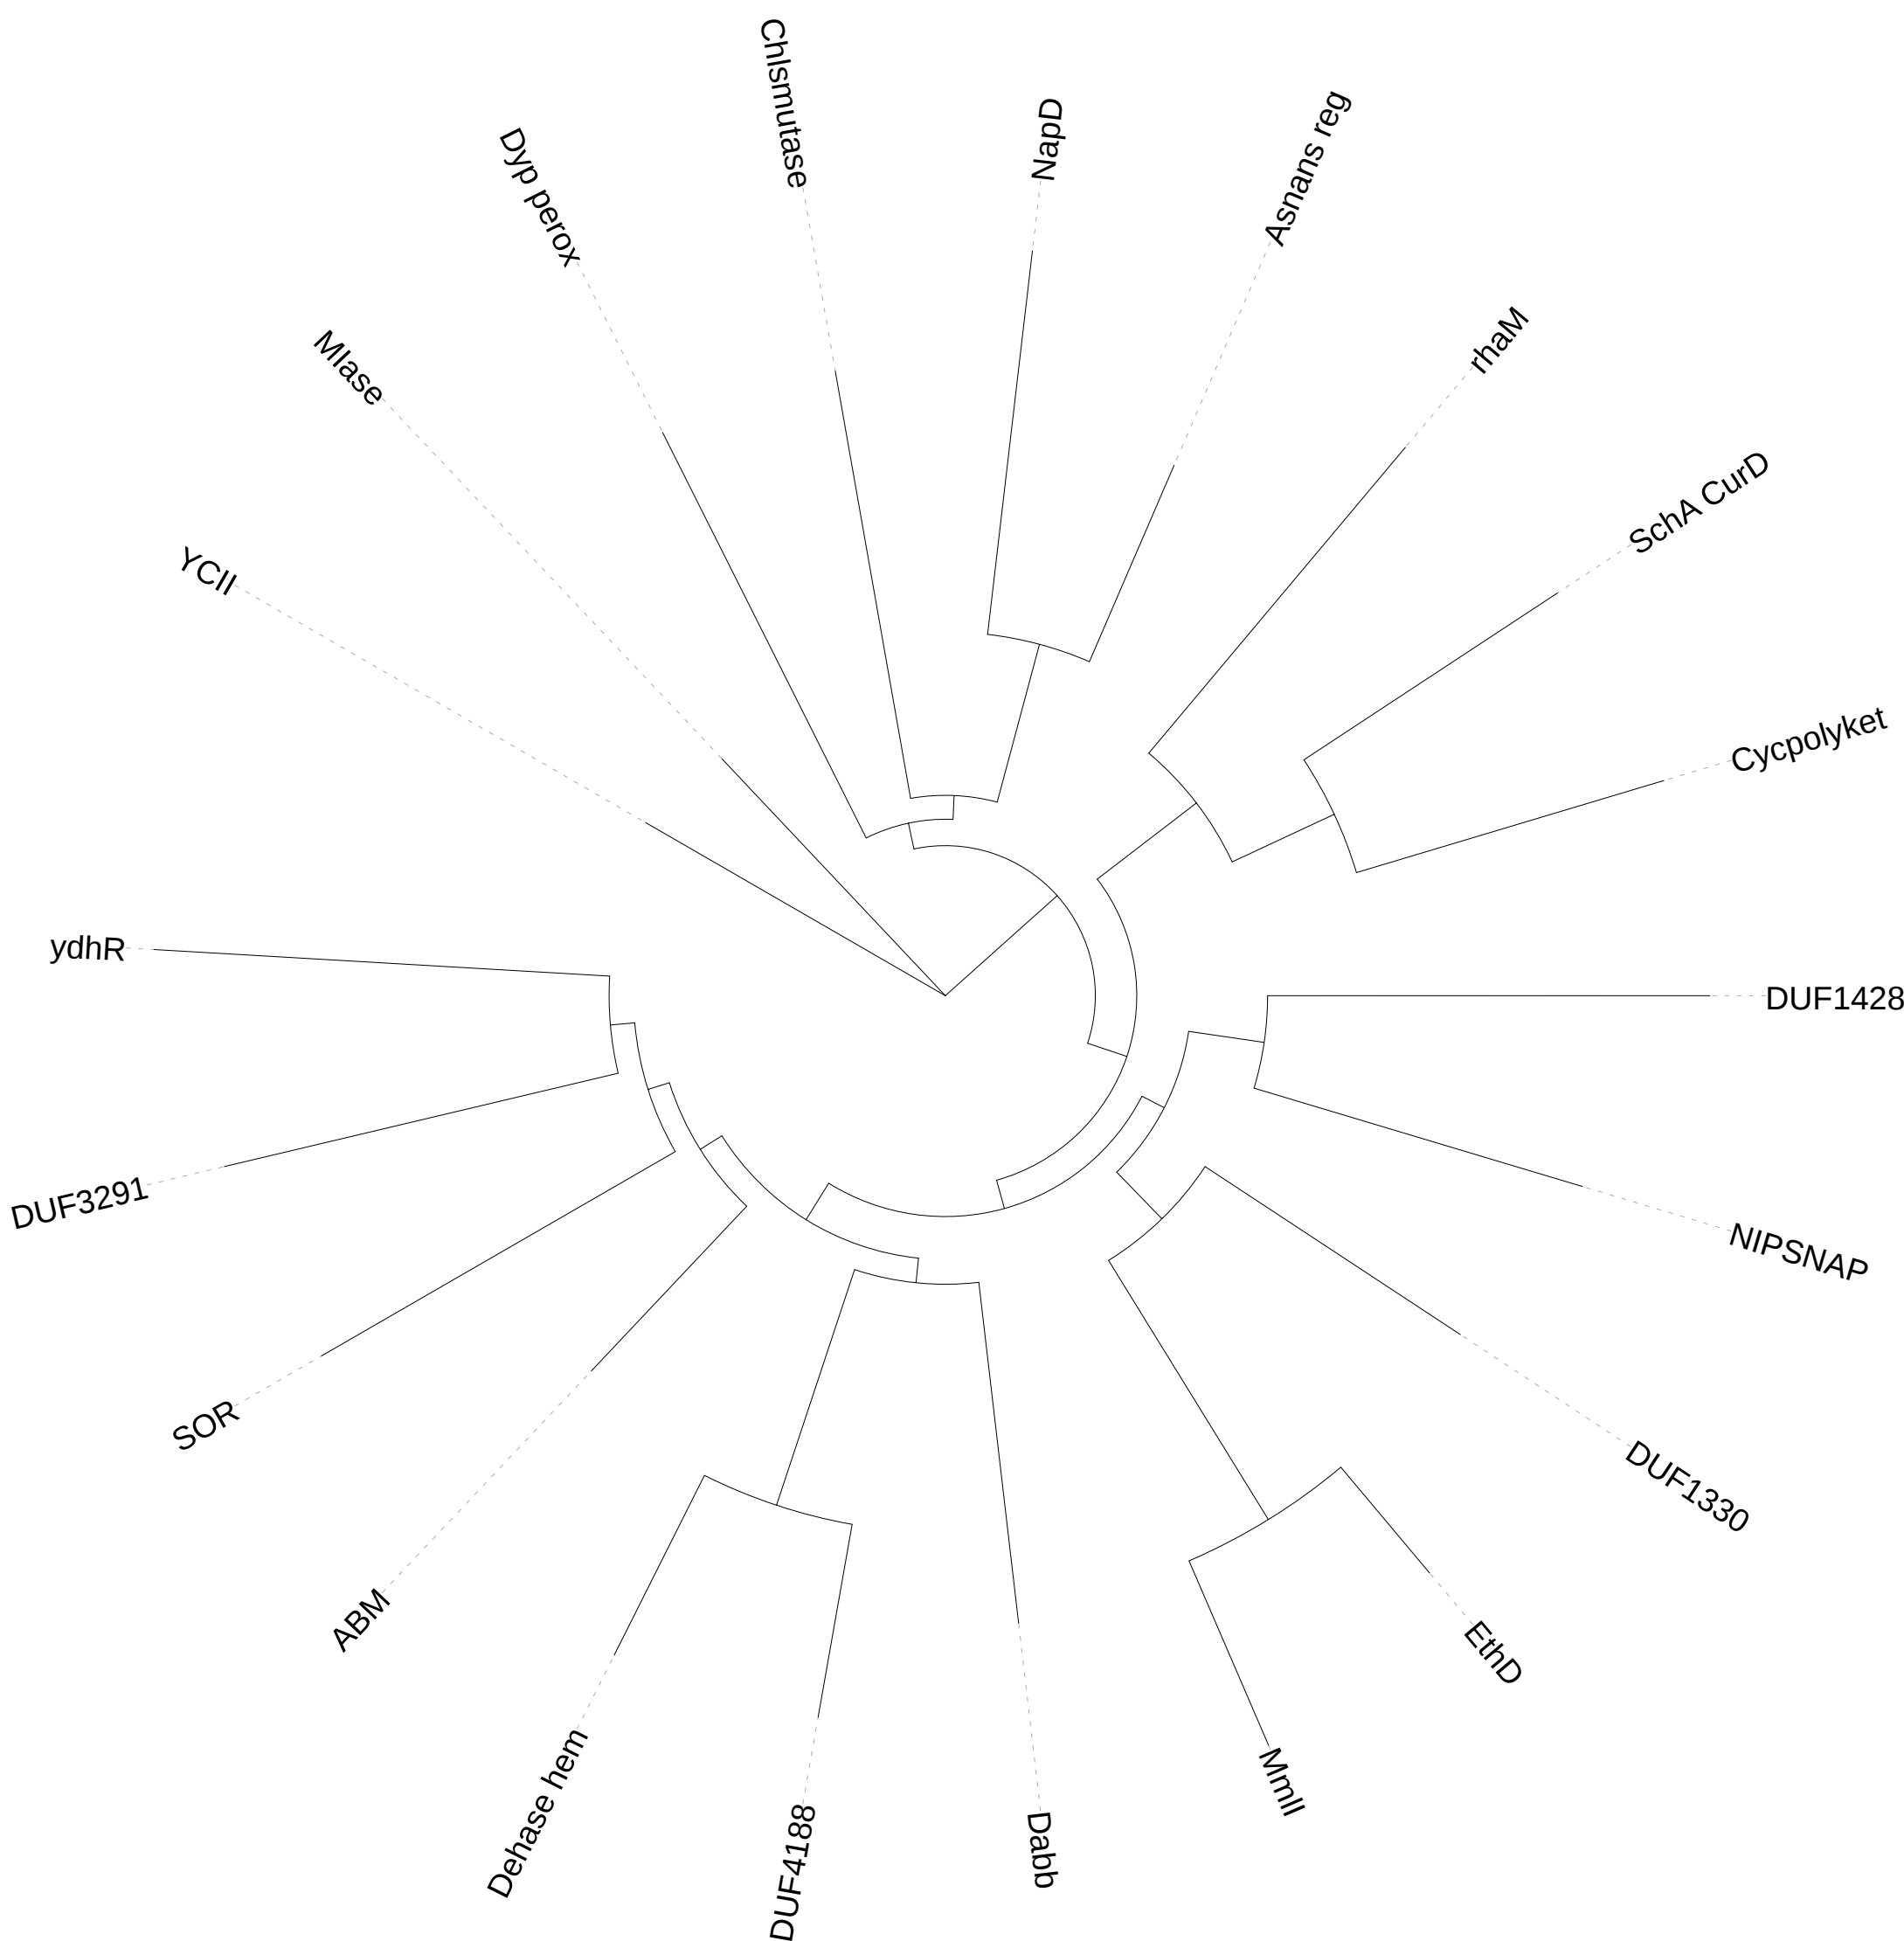 Chlsmutase
NapD
Asnans reg
rhaM
SchA CurD
Cycpolyket
DUF1428
NIPSNAP
DUF1330
EthD
MmlI
Dabb
DUF4188
Dehase hem
ABM
SOR
DUF3291
ydhR
YCII
MIase
Dyp perox